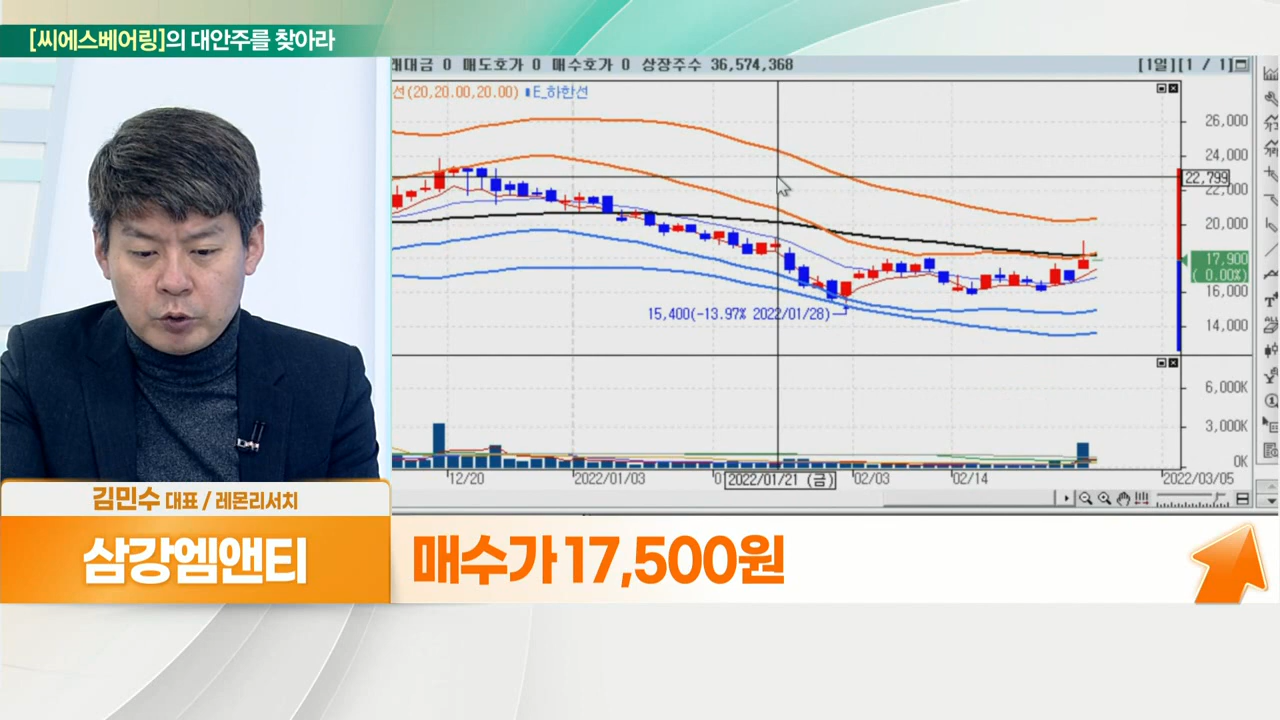 [씨에스베어링]의 대안주를 찾아라
래대금 0 매도호가 0 매수호가 0 상장주수 36,574,368
[1일][1 / 1]
선(20,20.00,20.00) E_하한선
26,000
24,000
22,799
22,000
20,000
17,900
( 0.00%)
16,000
15,400(-13.97% 2022/01/28)
14,000
6,000K
3,000K
0K
12/20 2022/01/03 2022/01/21 (금) 02/03 02/14 2022/03/05
김민수 대표 / 레몬리서치
삼강엠앤티
매수가 17,500원